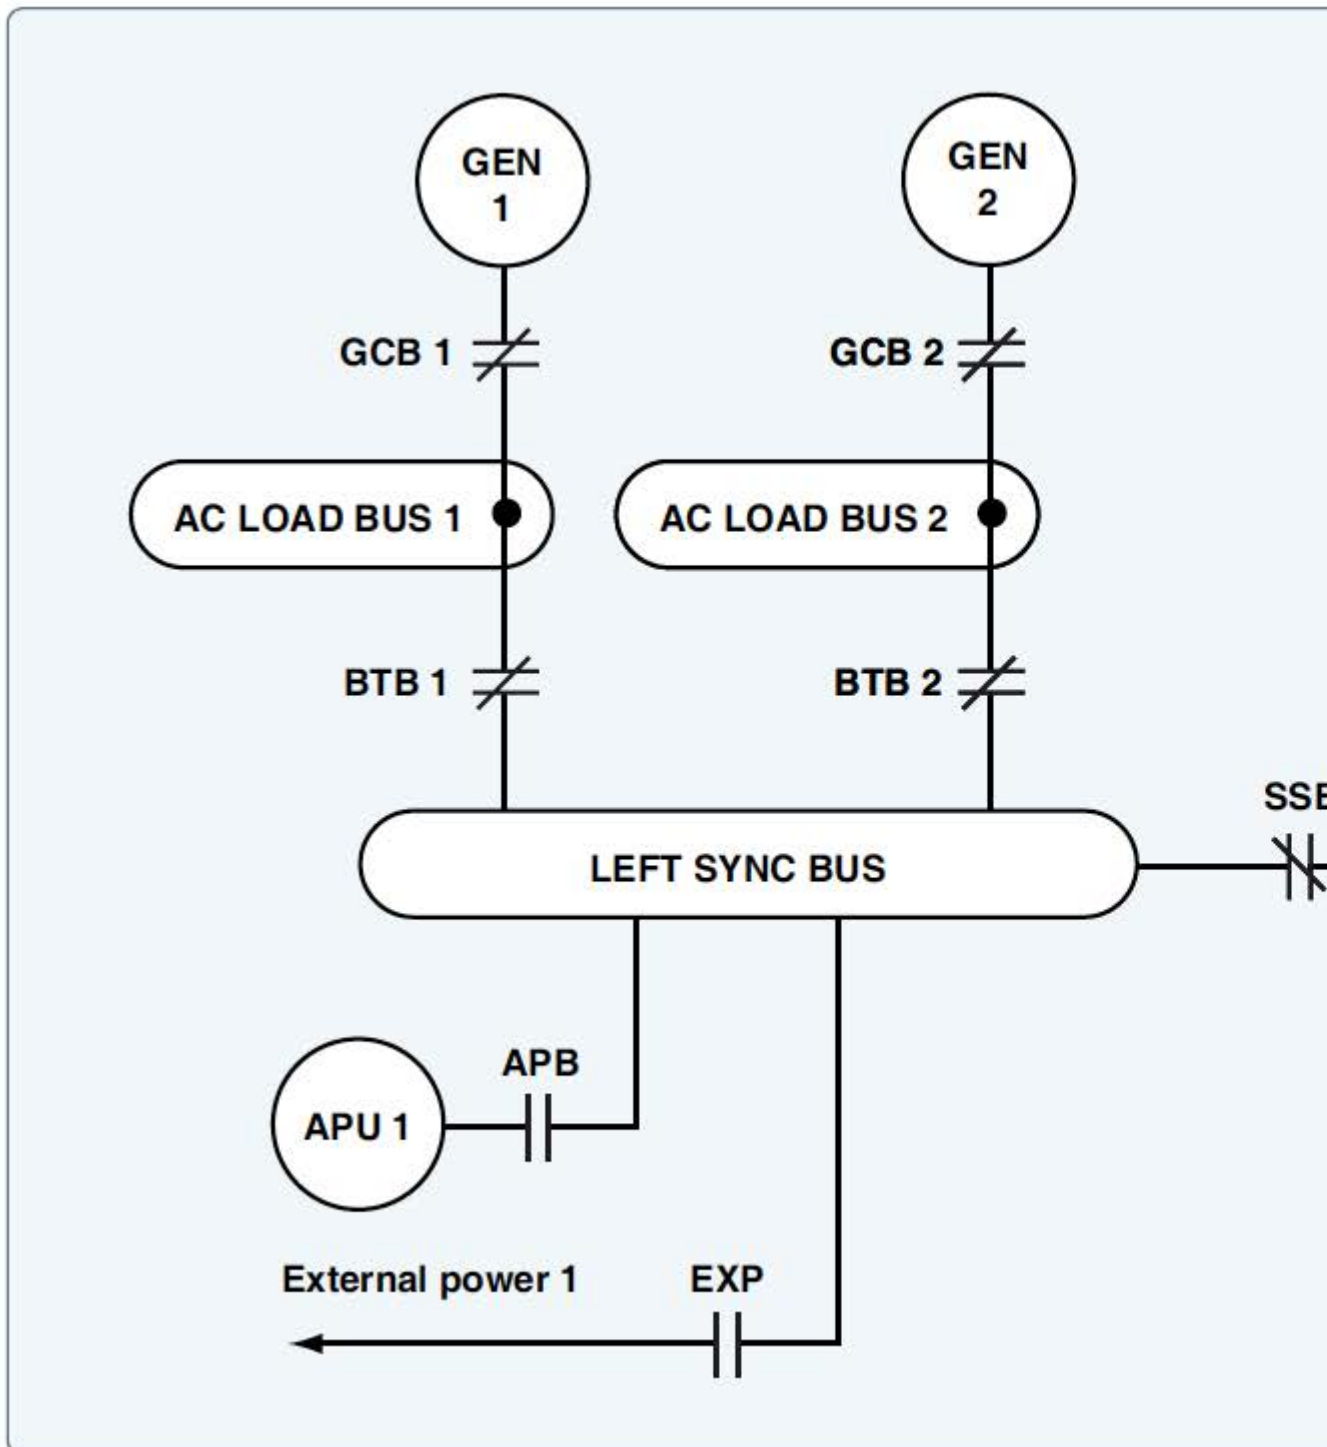 GEN
1
GEN
2
GCB 1
GCB 2
AC LOAD BUS 1
AC LOAD BUS 2
BTB 1
BTB 2
LEFT SYNC BUS
APB
APU 1
External power 1
EXP